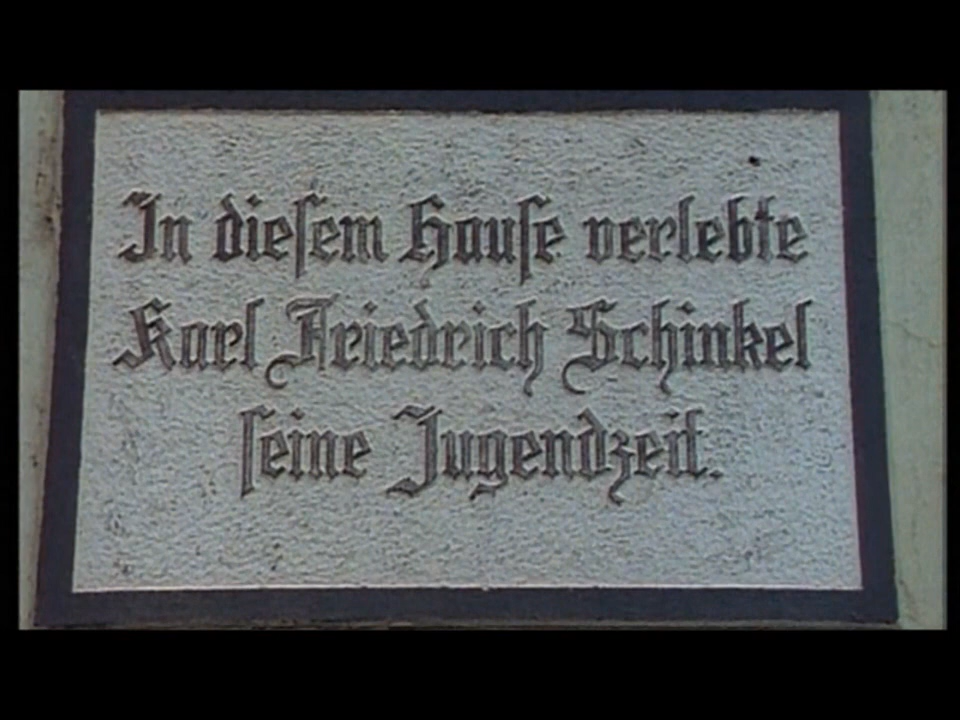 In dieſem Hauſe verlebte
Karl Friedrich Schinkel
ſeine Jugendzeit.